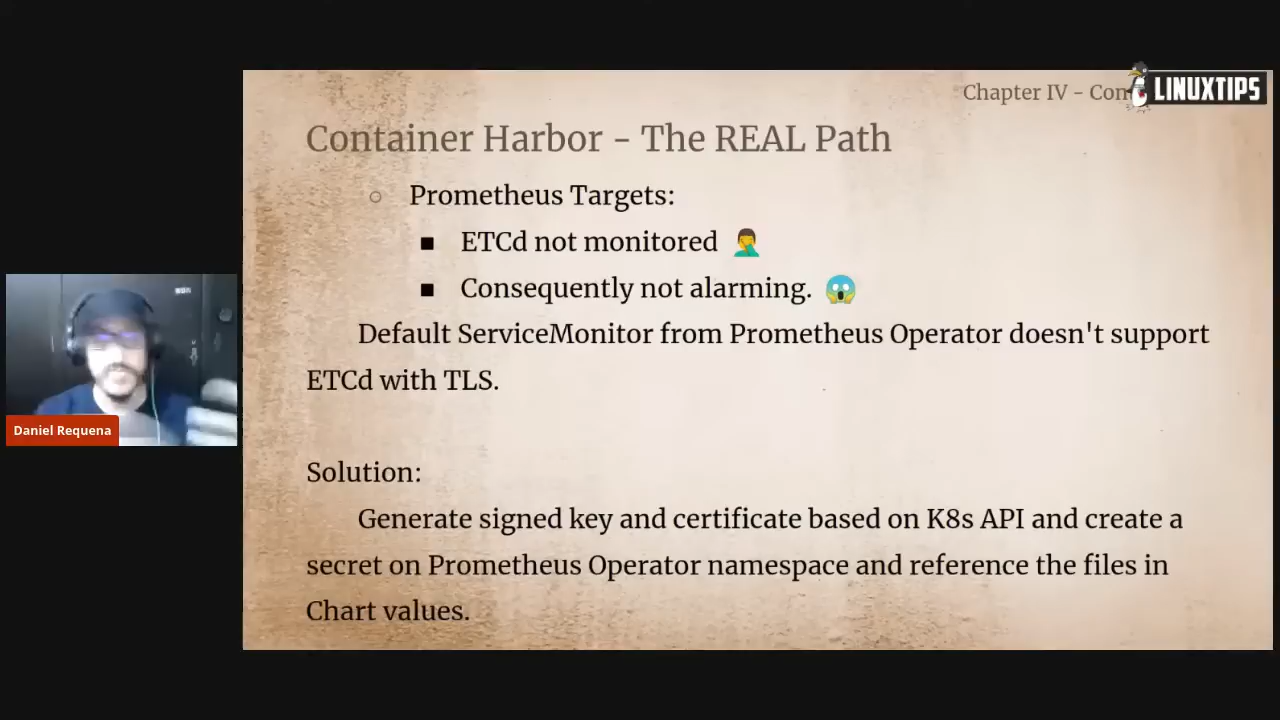 Chapter IV - Con
LINUXTIPS
Container Harbor - The REAL Path
Prometheus Targets:
ETCd not monitored
Consequently not alarming.
Default ServiceMonitor from Prometheus Operator doesn't support
ETCd with TLS.
Solution:
Generate signed key and certificate based on K8s API and create a
secret on Prometheus Operator namespace and reference the files in
Chart values.
Daniel Requena